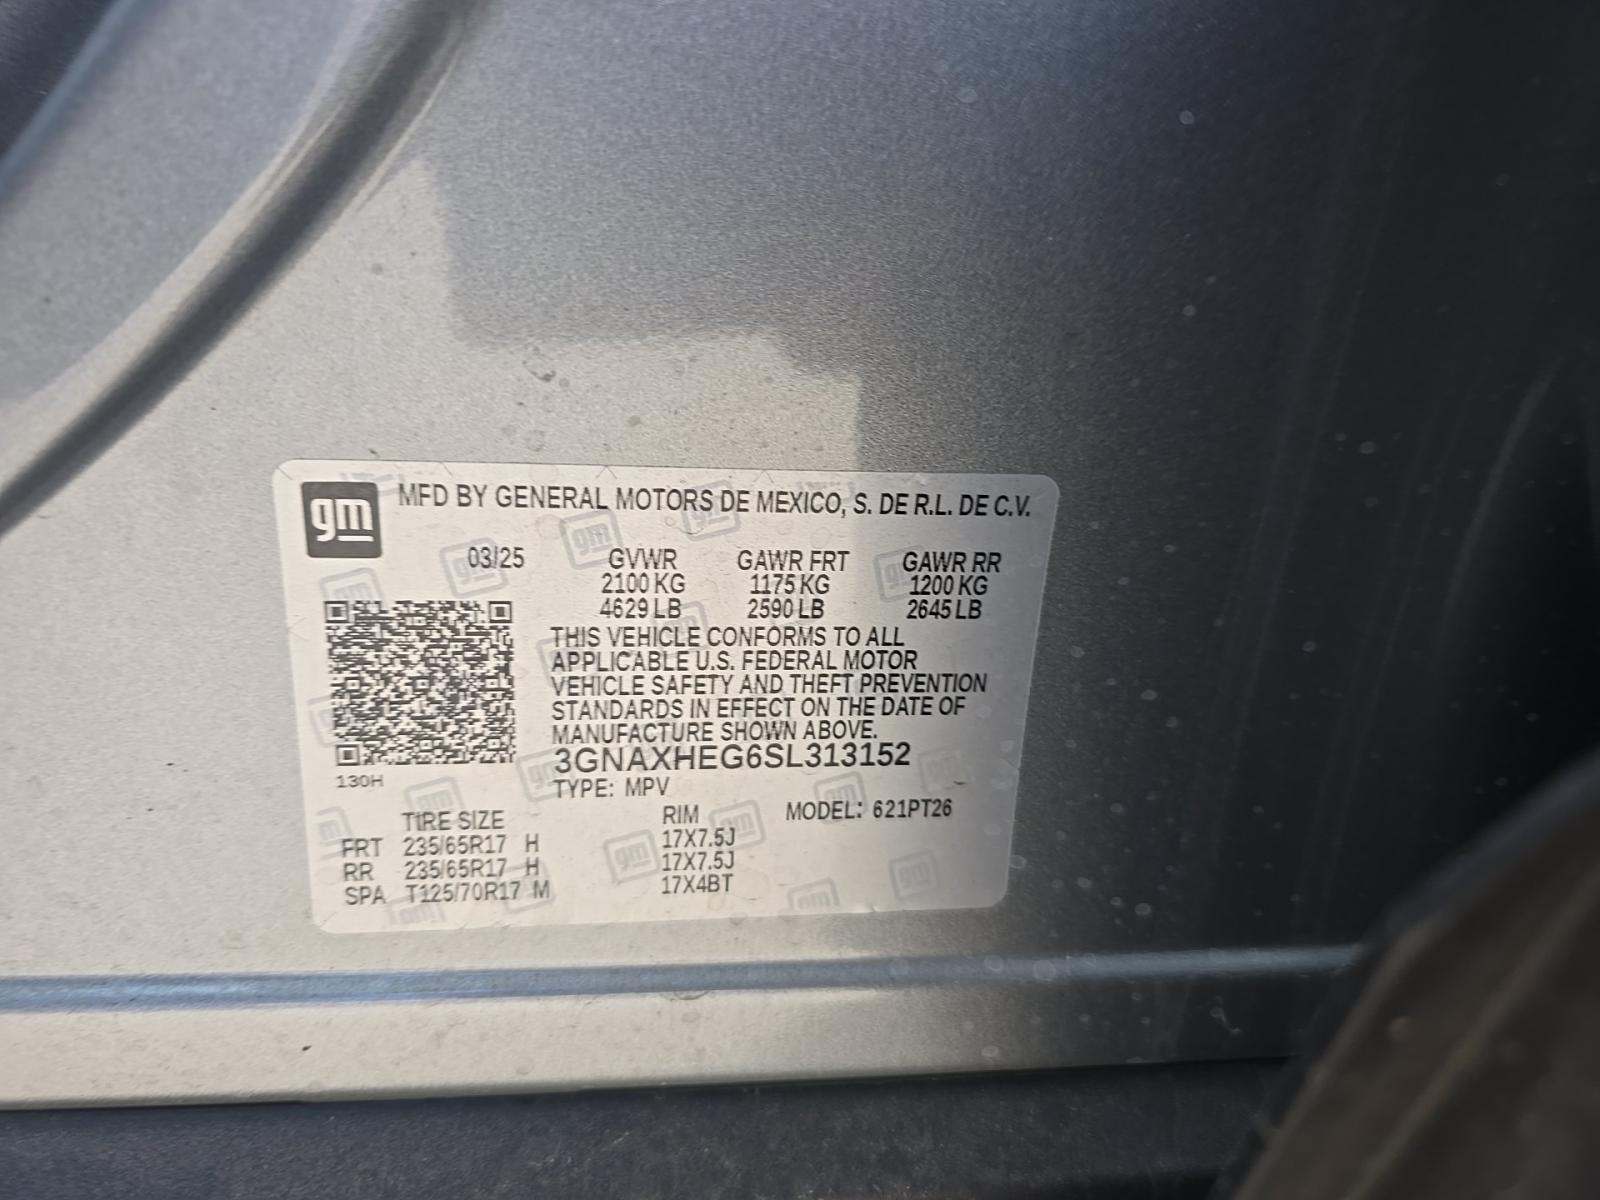 gm
MFD BY GENERAL MOTORS DE MEXICO, S. DE R.L. DE C.V.
03/25 GVWR GAWR FRT GAWR RR
2100 KG 1175 KG 1200 KG
4629 LB 2590 LB 2645 LB
THIS VEHICLE CONFORMS TO ALL
APPLICABLE U.S. FEDERAL MOTOR
VEHICLE SAFETY AND THEFT PREVENTION
STANDARDS IN EFFECT ON THE DATE OF
MANUFACTURE SHOWN ABOVE.
3GNAXHEG6SL313152
130H
TYPE: MPV
TIRE SIZE RIM MODEL: 621PT26
FRT 235/65R17 H 17X7.5J
RR 235/65R17 H 17X7.5J
SPA T125/70R17 M 17X4BT